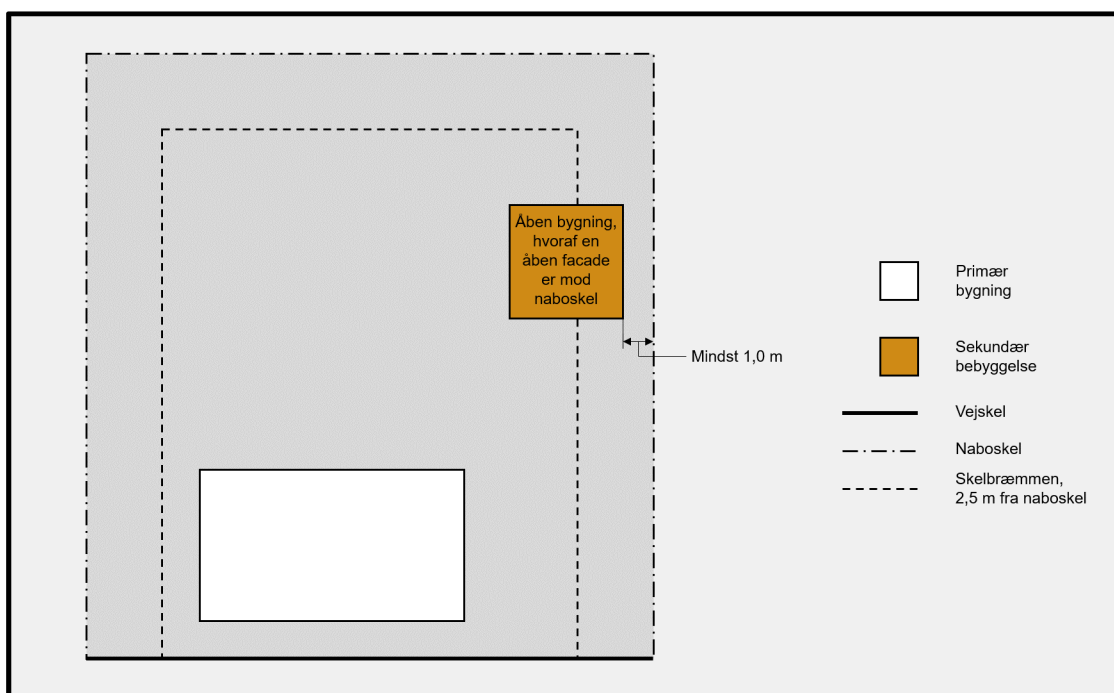 Åben bygning,
hvoraf en
åben facade
er mod
naboskel
Mindst 1,0 m
Primær
bygning
Sekundær
bebyggelse
Vejskel
Naboskel
Skelbræmmen,
2,5 m fra naboskel